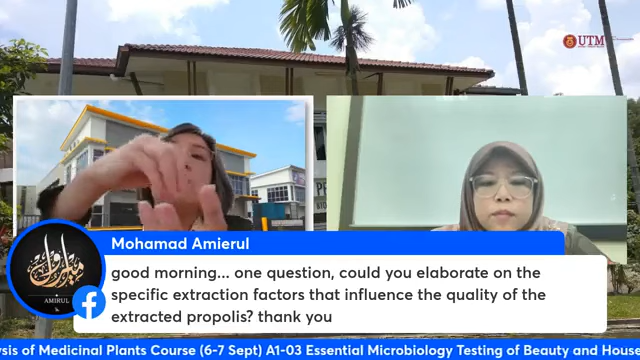 UTM
Mohamad Amierul
good morning... one question, could you elaborate on the
specific extraction factors that influence the quality of the
extracted propolis? thank you
AMIRUL
ysis of Medicinal Plants Course (6-7 Sept) A1-03 Essential Microbiology Testing of Beauty and House